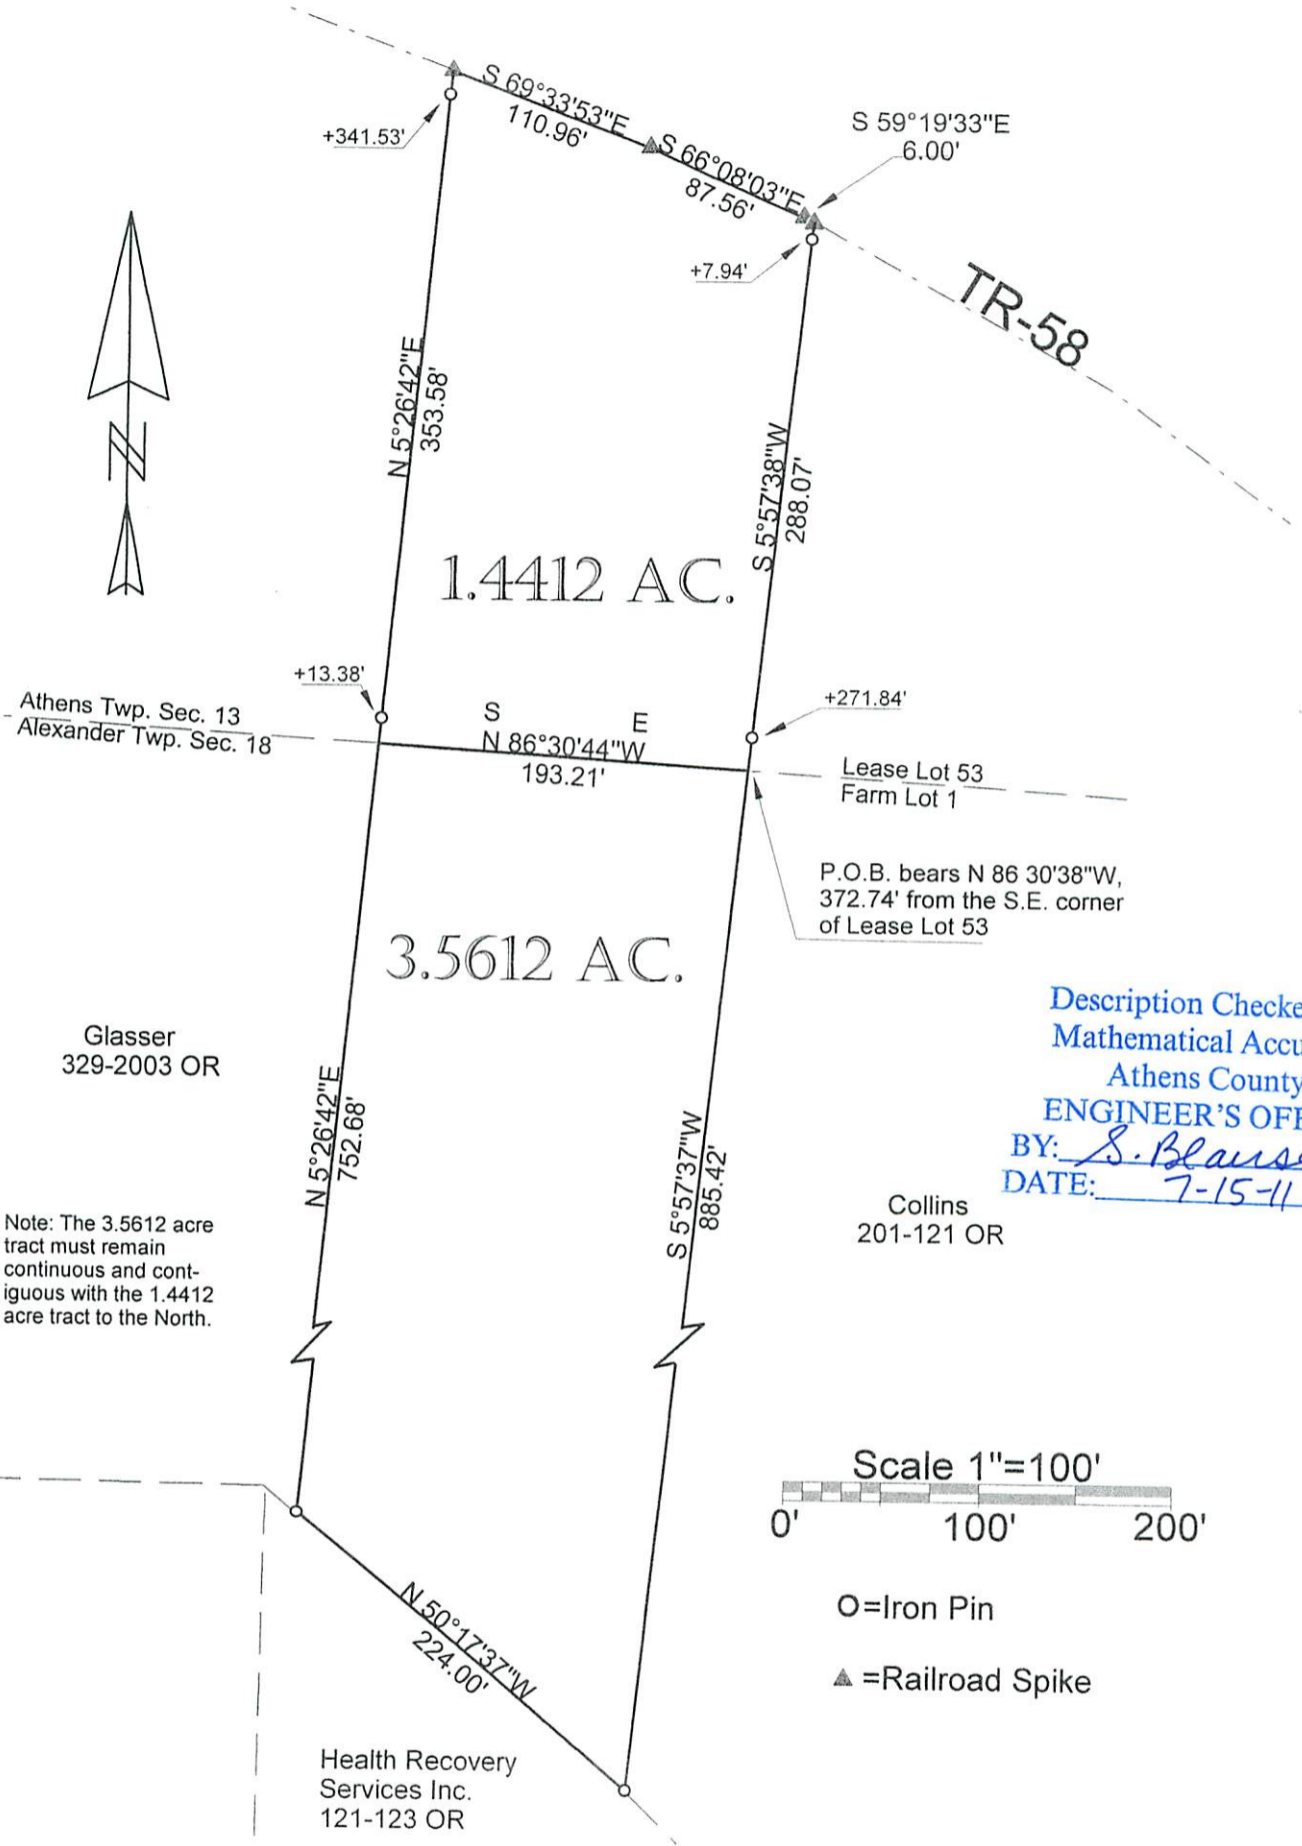 S 69°33'53"E
110.96'
S 59°19'33"E
6.00'
+341.53'
S 66°08'03"E
87.56'
+7.94'
TR-58
N 5°26'42"E
353.58'
S 5°57'38"W
288.07'
N
1.4412 AC.
+13.38'
+271.84'
Athens Twp. Sec. 13
Alexander Twp. Sec. 18
S E
N 86°30'44"W
193.21'
Lease Lot 53
Farm Lot 1
P.O.B. bears N 86 30'38"W,
372.74' from the S.E. corner
of Lease Lot 53
3.5612 AC.
Glasser
329-2003 OR
N 5°26'42"E
752.68'
S 5°57'37"W
885.42'
Description Checke
Mathematical Accu
Athens County
ENGINEER'S OF
BY: S.
DATE: 7-15-11
Collins
201-121 OR
Note: The 3.5612 acre
tract must remain
continuous and cont-
iguous with the 1.4412
acre tract to the North.
Scale 1"=100'
0' 100' 200'
N 50°17'37"W
224.00'
O=Iron Pin
▲ =Railroad Spike
Health Recovery
Services Inc.
121-123 OR